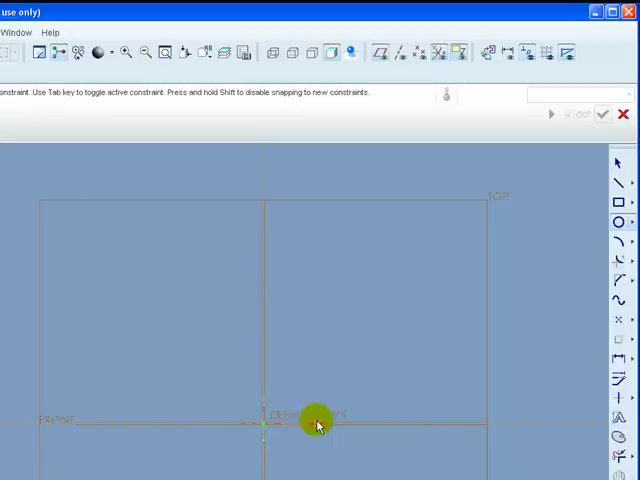 use only)
Window Help
onstraint. Use Tab key to toggle active constraint. Press and hold Shift to disable snapping to new constraints.
TOP
FRONT